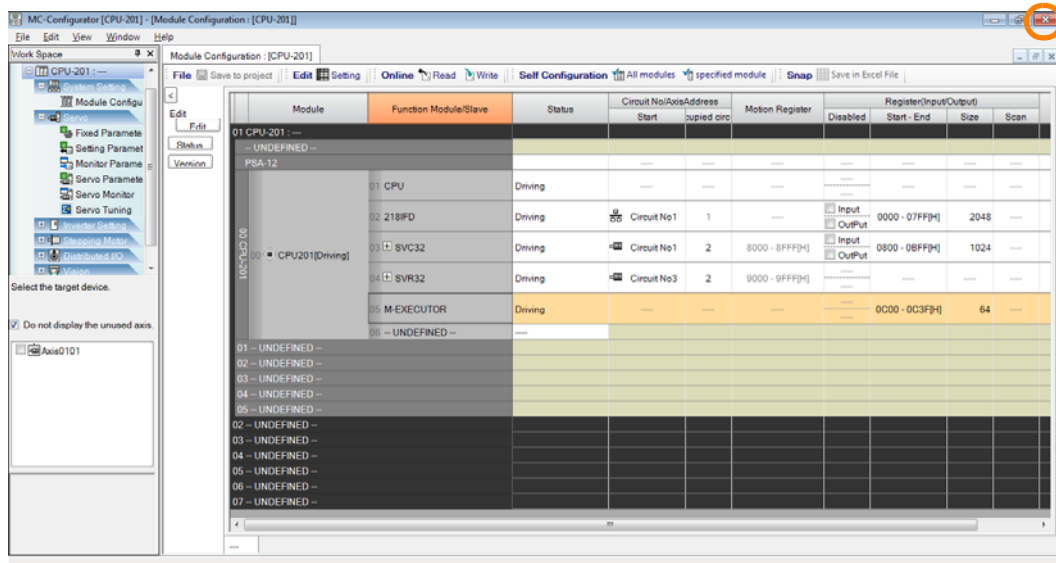 MC-Configurator [CPU-201] - [Module Configuration : [CPU-201]]
File Edit View Window Help
Work Space
Module Configuration : [CPU-201]
CPU-201 : ---
System Setting
Module Configu
Servo
Fixed Paramete
Setting Paramet
Monitor Parame
Servo Paramete
Servo Monitor
Servo Tuning
Inverter Setting
Stepping Motor
Distributed I/O
Vision
Select the target device.
Do not display the unused axis.
Axis0101
File Save to project Edit Setting Online Read Write Self Configuration All modules specified module Snap Save in Excel File
<
Edit
Edit
Status
Version
Module Function Module/Slave Status Circuit No/AxisAddress Motion Register Register(Input/Output)
Start cupied circ Disabled Start - End Size Scan
01 CPU-201 : ---
-- UNDEFINED --
PSA-12 ---- ---- ---- ---- ---- ---- ----
00 CPU-201
00 CPU201[Driving]
01 CPU Driving ---- ---- ---- ---- ---- ---- ----
02 218IFD Driving Circuit No1 1 ---- Input OutPut 0000 - 07FF[H] 2048 ----
03 + SVC32 Driving Circuit No1 2 8000 - 8FFF[H] Input OutPut 0800 - 0BFF[H] 1024 ----
04 + SVR32 Driving Circuit No3 2 9000 - 9FFF[H] ---- ---- ---- ----
05 M-EXECUTOR Driving ---- ---- ---- ---- 0C00 - 0C3F[H] 64 ----
06 -- UNDEFINED -- ----
01 -- UNDEFINED --
02 -- UNDEFINED --
03 -- UNDEFINED --
04 -- UNDEFINED --
05 -- UNDEFINED --
02 -- UNDEFINED --
03 -- UNDEFINED --
04 -- UNDEFINED --
05 -- UNDEFINED --
06 -- UNDEFINED --
07 -- UNDEFINED --
----